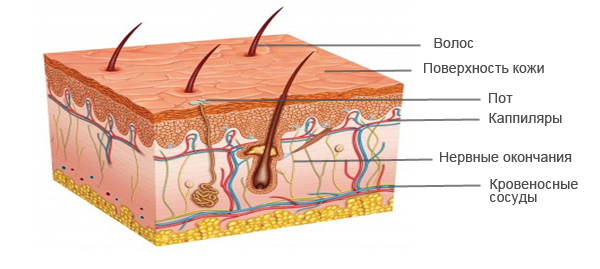 Волос
Поверхность кожи
Пот
Каппиляры
Нервные окончания
Кровеносные
сосуды